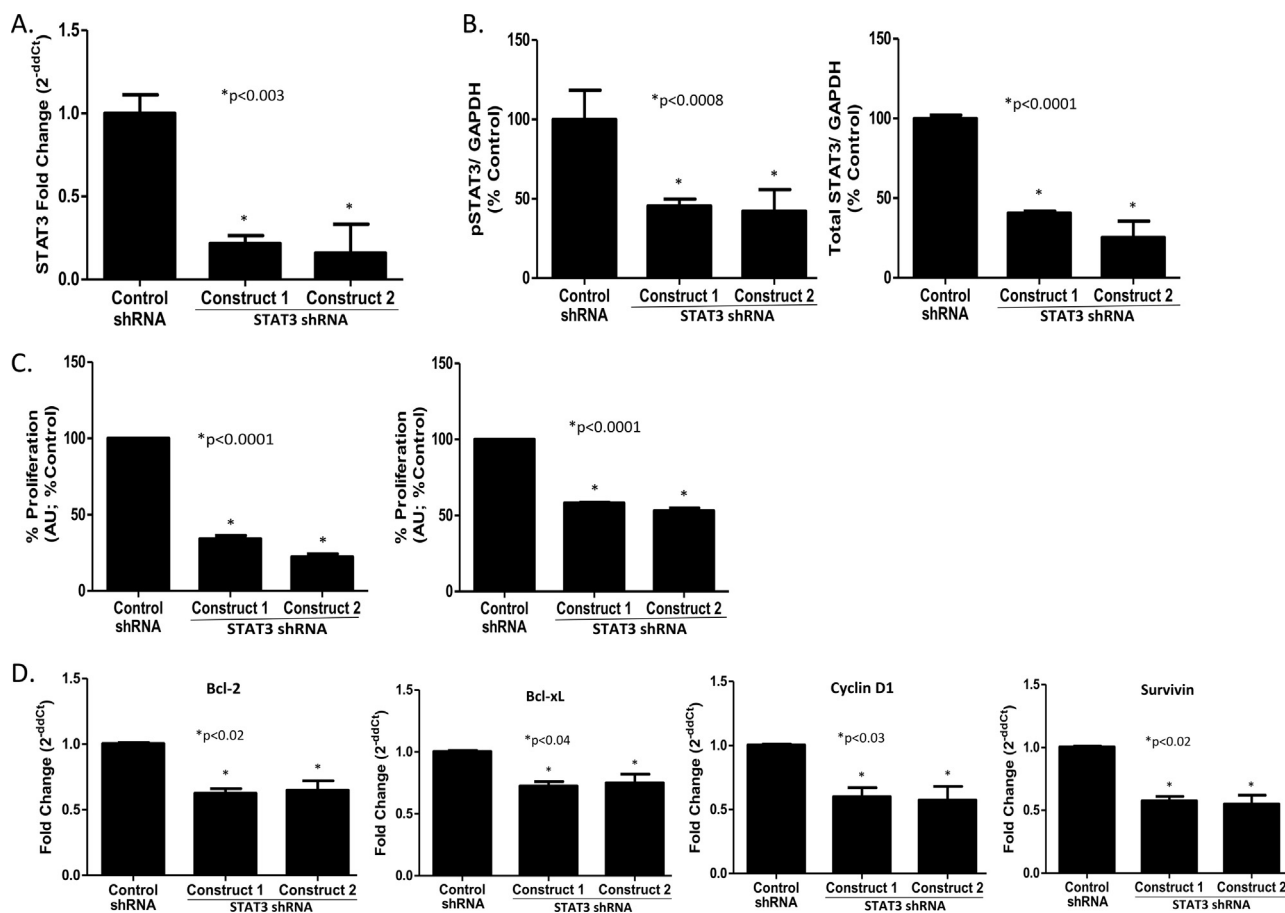 A.
STAT3 Fold Change (2-ddCt)
1.5
1.0
0.5
0.0
*p<0.003
*
*
Control
shRNA
Construct 1
Construct 2
STAT3 shRNA
B.
pSTAT3/ GAPDH
(% Control)
150
100
50
0
*p<0.0008
*
*
Control
shRNA
Construct 1
Construct 2
STAT3 shRNA
Total STAT3/ GAPDH
(% Control)
150
100
50
0
*p<0.0001
*
*
Control
shRNA
Construct 1
Construct 2
STAT3 shRNA
C.
% Proliferation
(AU; %Control)
150
100
50
0
*p<0.0001
*
*
Control
shRNA
Construct 1
Construct 2
STAT3 shRNA
% Proliferation
(AU; %Control)
150
100
50
0
*p<0.0001
*
*
Control
shRNA
Construct 1
Construct 2
STAT3 shRNA
D.
Bcl-2
Fold Change (2-ddCt)
1.5
1.0
0.5
0.0
*p<0.02
*
*
Control
shRNA
Construct 1
Construct 2
STAT3 shRNA
Bcl-xL
Fold Change (2-ddCt)
1.5
1.0
0.5
0.0
*p<0.04
*
*
Control
shRNA
Construct 1
Construct 2
STAT3 shRNA
Cyclin D1
Fold Change (2-ddCt)
1.5
1.0
0.5
0.0
*p<0.03
*
*
Control
shRNA
Construct 1
Construct 2
STAT3 shRNA
Survivin
Fold Change (2-ddCt)
1.5
1.0
0.5
0.0
*p<0.02
*
*
Control
shRNA
Construct 1
Construct 2
STAT3 shRNA